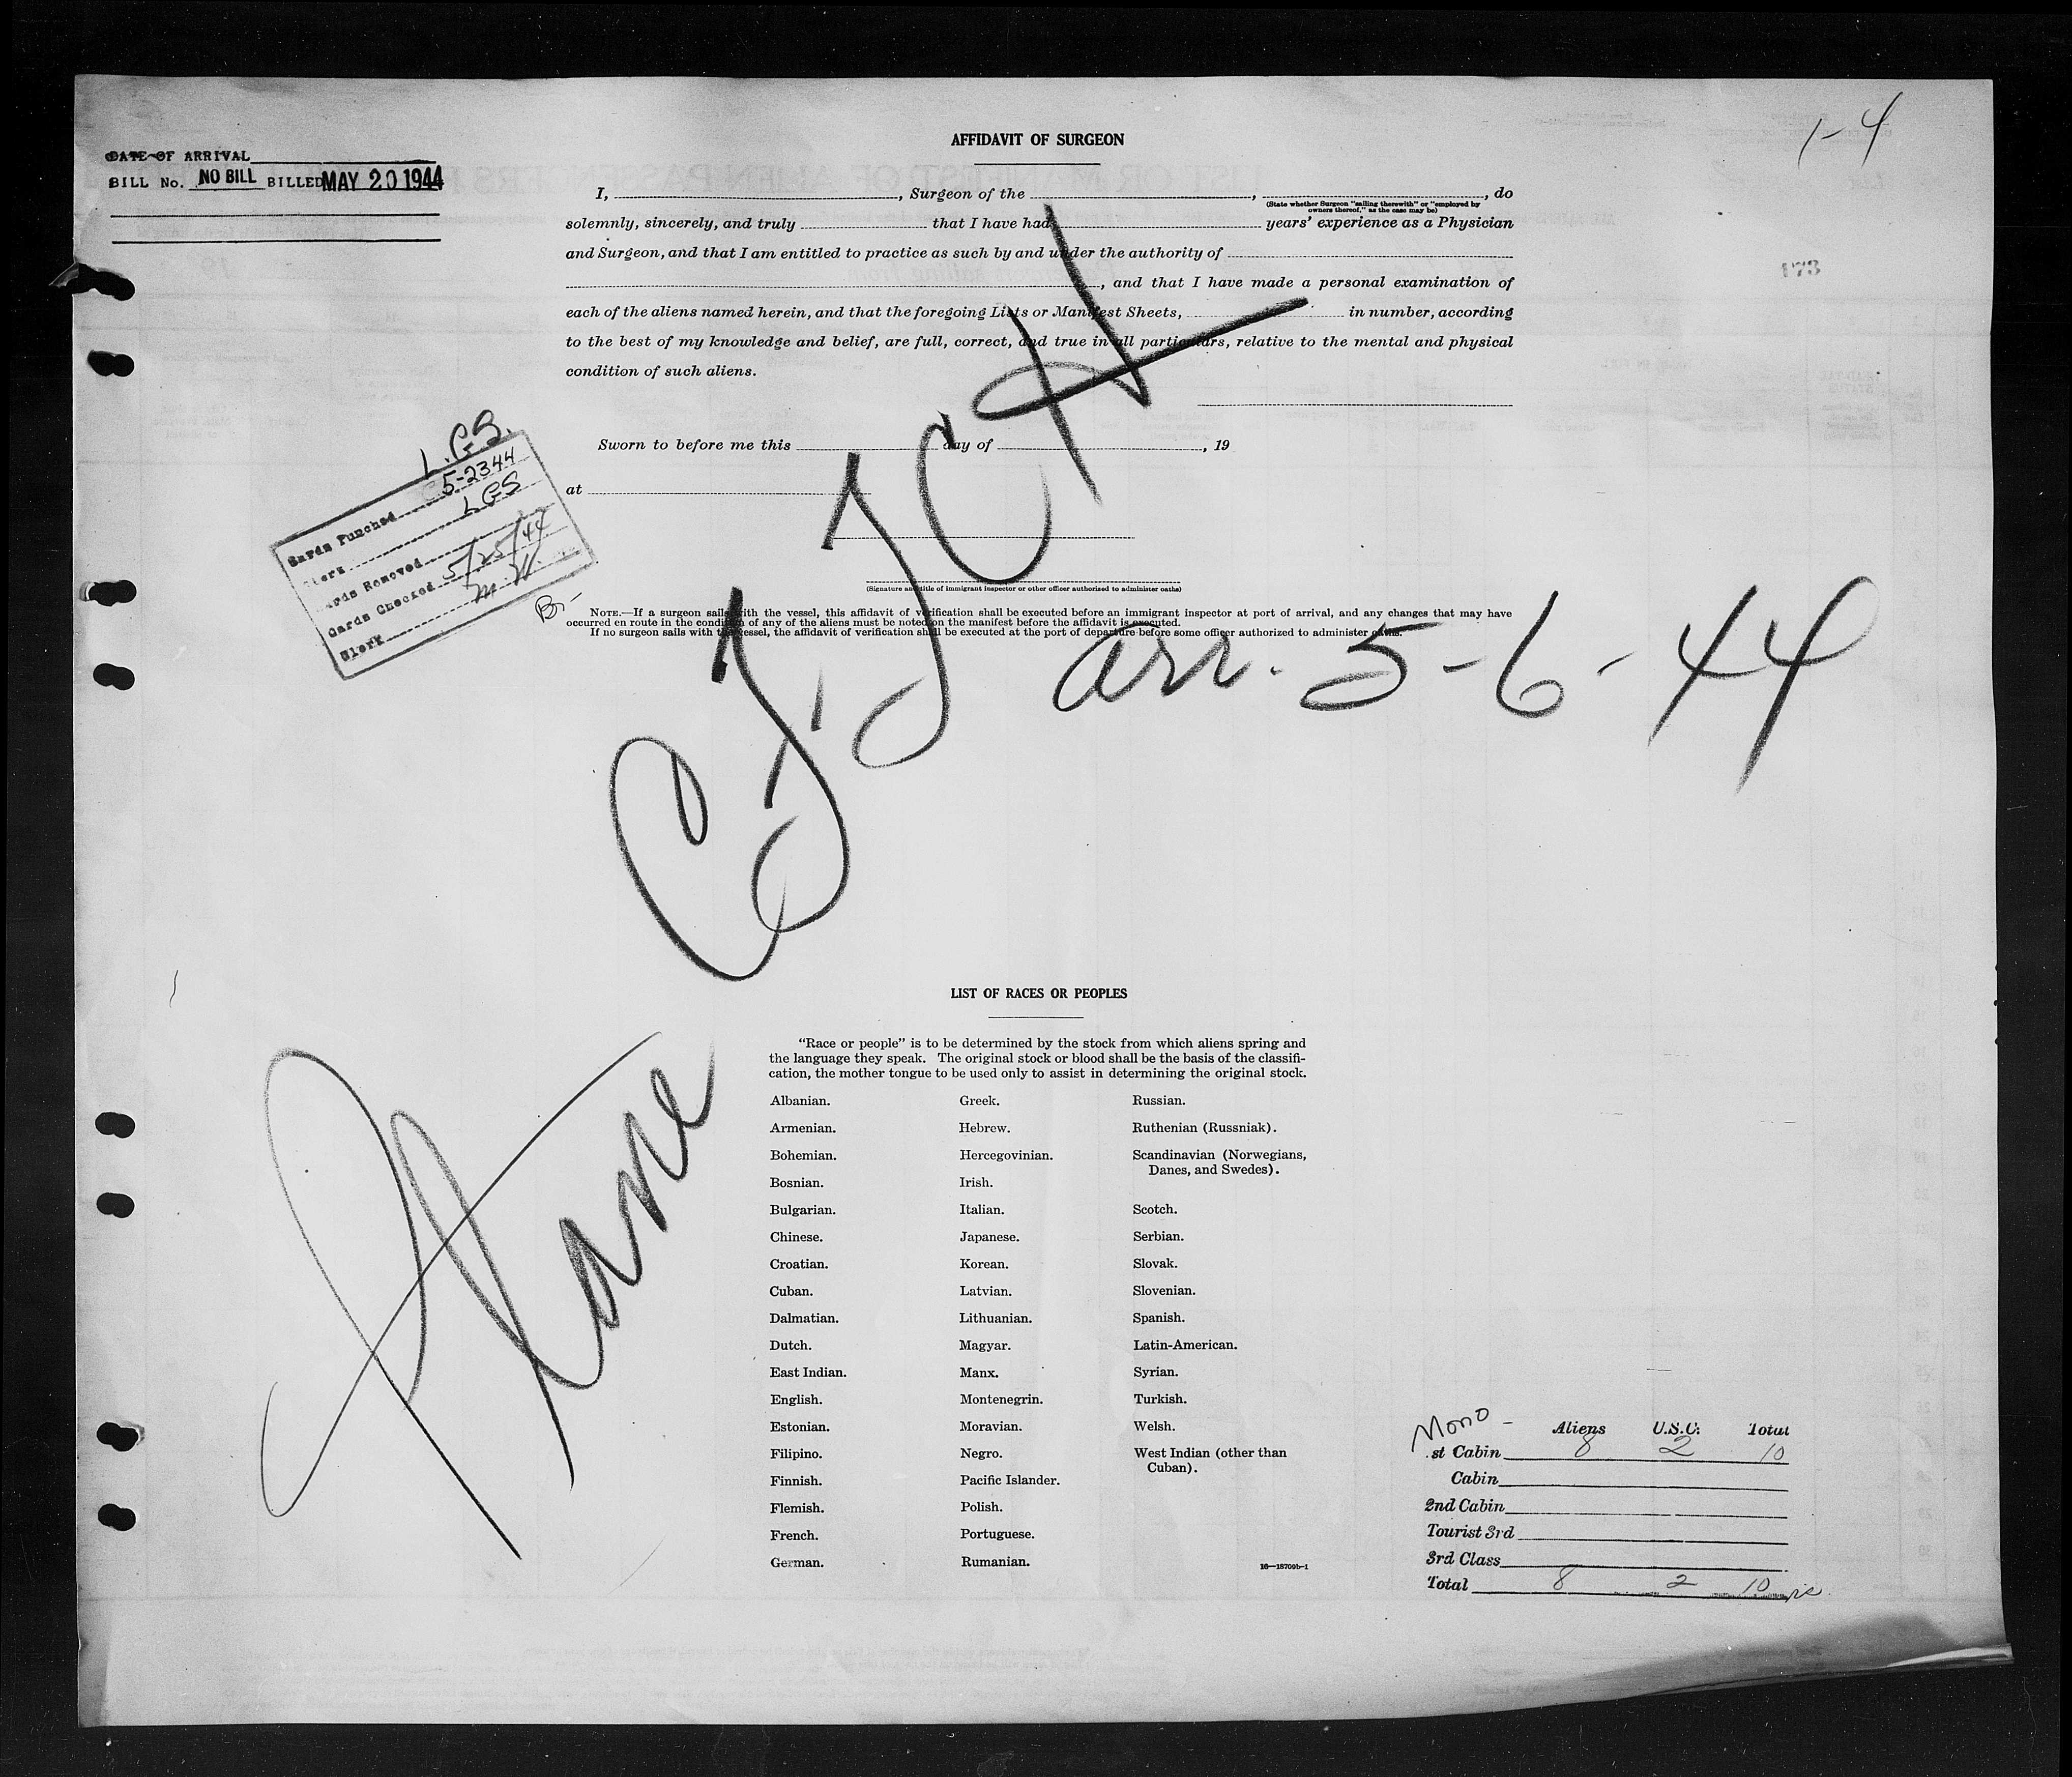 1-4
DATE OF ARRIVAL
BILL No. NO BILL BILLED MAY 20 1944
AFFIDAVIT OF SURGEON
I, , Surgeon of the , , do
(State whether Surgeon "sailing therewith" or "employed by
owners thereof," as the case may be)
solemnly, sincerely, and truly that I have had years' experience as a Physician
and Surgeon, and that I am entitled to practice as such by and under the authority of
, and that I have made a personal examination of
each of the aliens named herein, and that the foregoing Lists or Manifest Sheets, in number, according
to the best of my knowledge and belief, are full, correct, and true in all particulars, relative to the mental and physical
condition of such aliens.
Sworn to before me this day of , 19
at
(Signature and title of immigrant inspector or other officer authorized to administer oaths)
NOTE.—If a surgeon sails with the vessel, this affidavit of verification shall be executed before an immigrant inspector at port of arrival, and any changes that may have
occurred en route in the condition of any of the aliens must be noted on the manifest before the affidavit is executed.
If no surgeon sails with the vessel, the affidavit of verification shall be executed at the port of departure before some officer authorized to administer oaths.
L.G.S.
Cards Punched 5-23 44
Clerk LGS
Cards Removed
Cards Checked 5/25/44
Clerk M.H.
arr. 5-6-44
Plane
LIST OF RACES OR PEOPLES
"Race or people" is to be determined by the stock from which aliens spring and
the language they speak. The original stock or blood shall be the basis of the classifi-
cation, the mother tongue to be used only to assist in determining the original stock.
Albanian. Greek. Russian.
Armenian. Hebrew. Ruthenian (Russniak).
Bohemian. Hercegovinian. Scandinavian (Norwegians,
Danes, and Swedes).
Bosnian. Irish.
Bulgarian. Italian. Scotch.
Chinese. Japanese. Serbian.
Croatian. Korean. Slovak.
Cuban. Latvian. Slovenian.
Dalmatian. Lithuanian. Spanish.
Dutch. Magyar. Latin-American.
East Indian. Manx. Syrian.
English. Montenegrin. Turkish.
Estonian. Moravian. Welsh.
Filipino. Negro. West Indian (other than
Cuban).
Finnish. Pacific Islander.
Flemish. Polish.
French. Portuguese.
German. Rumanian.
16—18709b-1
Mono -
Aliens U.S.C. Total
st Cabin 8 2 10
Cabin
2nd Cabin
Tourist 3rd
3rd Class
Total 8 2 10